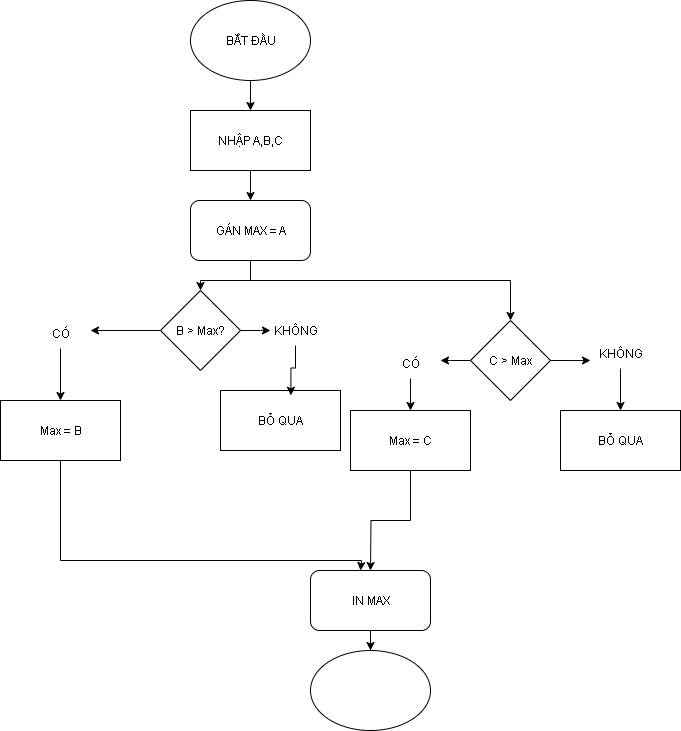 BẮT ĐẦU
NHẬP A,B,C
GÁN MAX = A
B > Max?
CÓ
KHÔNG
C > Max
CÓ
KHÔNG
Max = B
BỎ QUA
Max = C
BỎ QUA
IN MAX